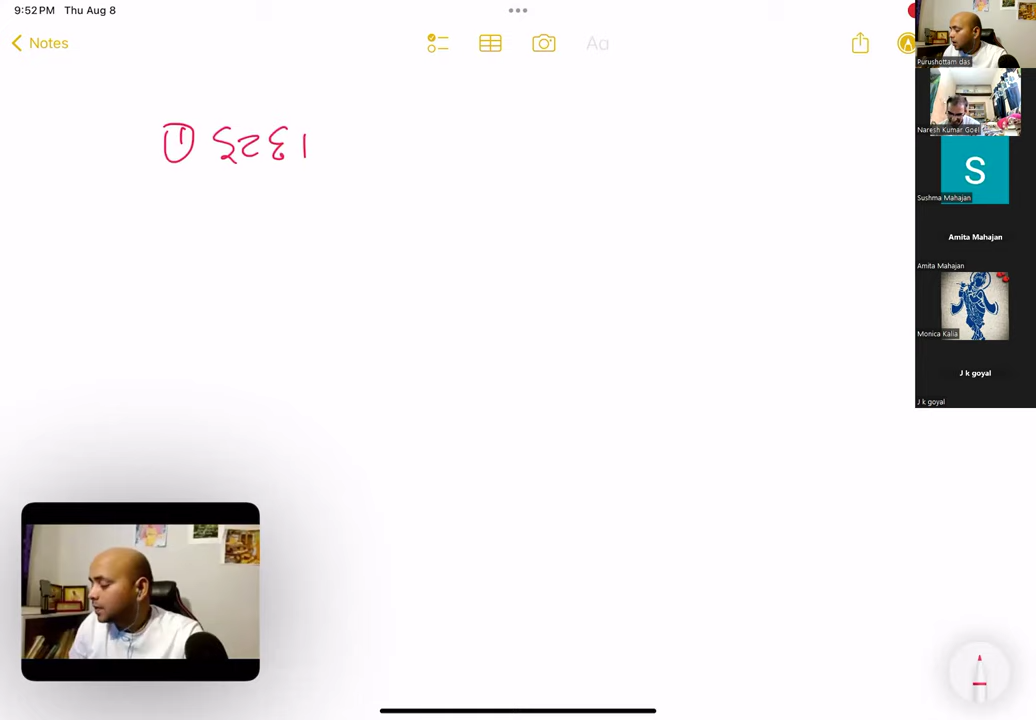 9:52 PM Thu Aug 8
Notes
Aa
Purushottam das
Naresh Kumar Goel
S
Sushma Mahajan
Amita Mahajan
Amita Mahajan
Monica Kalia
J k goyal
J k goyal
①